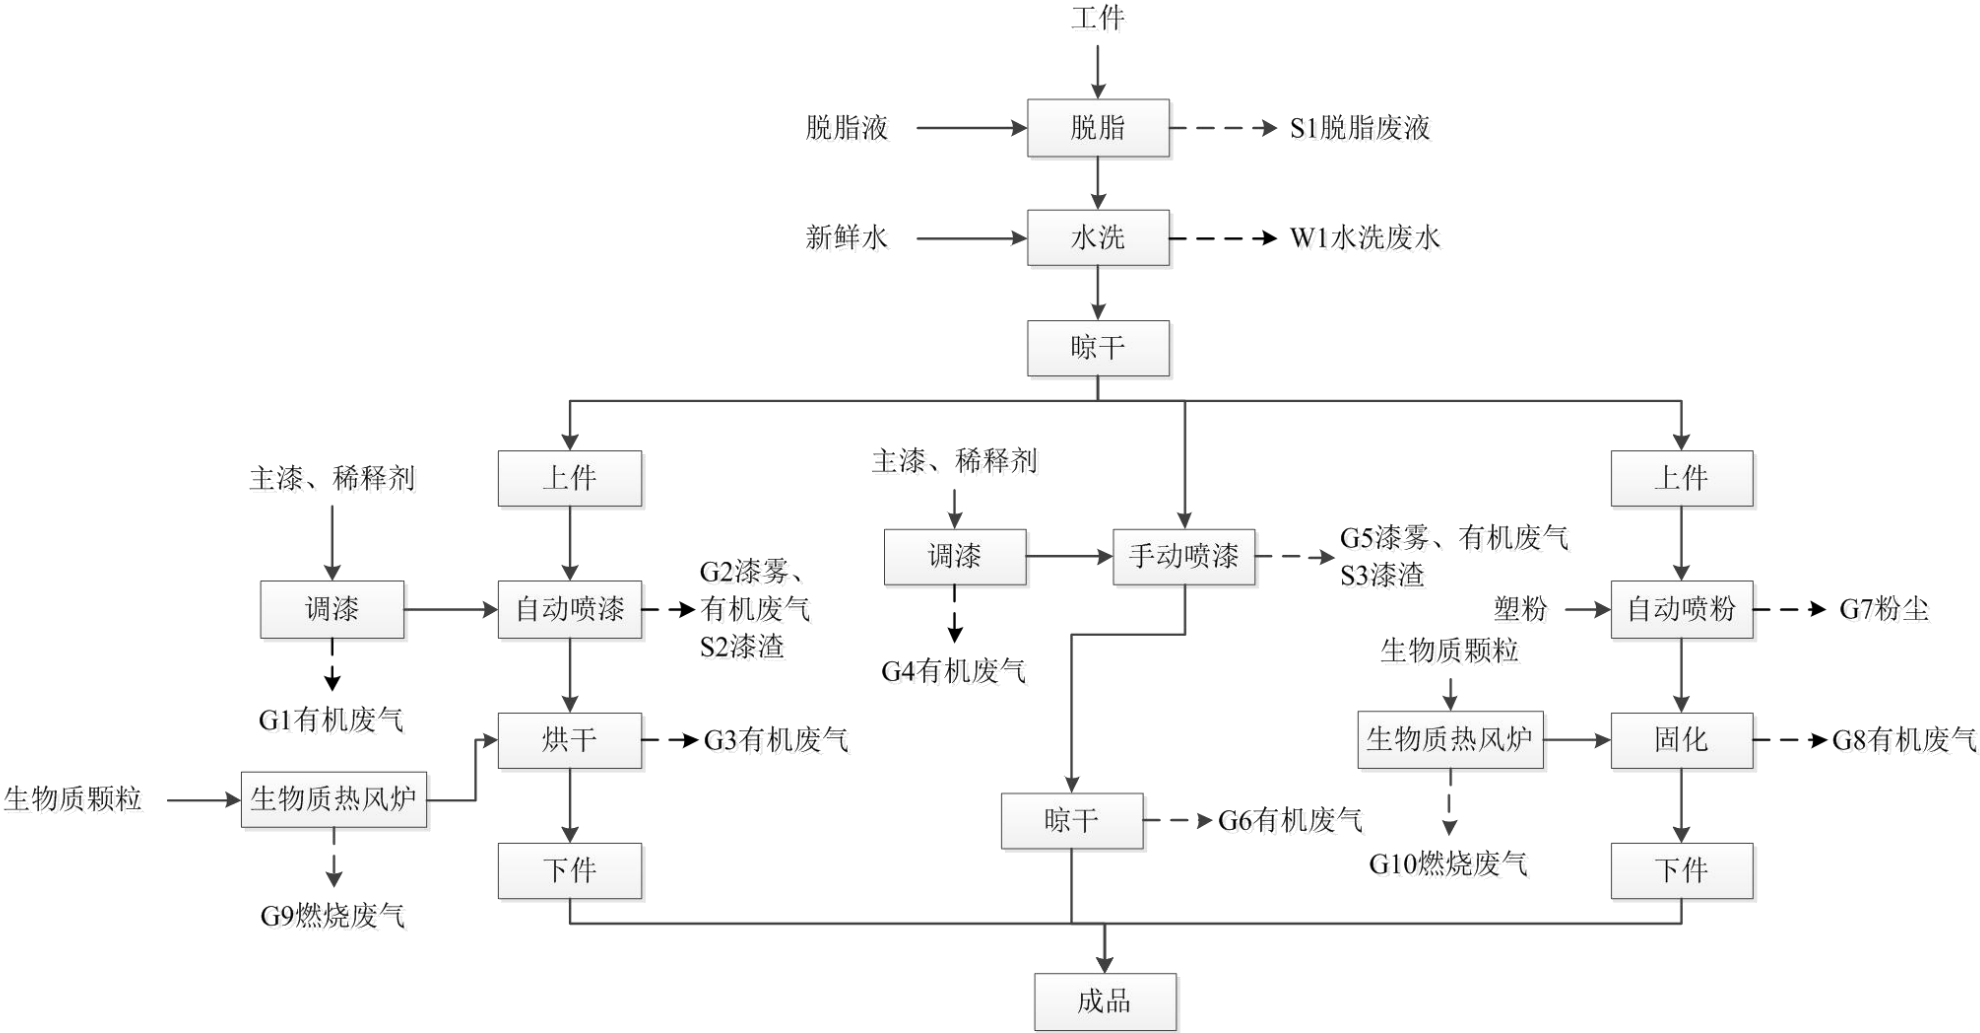 工件
脱脂液
脱脂
S1脱脂废液
新鲜水
水洗
W1水洗废水
晾干
主漆、稀释剂
上件
主漆、稀释剂
上件
调漆
自动喷漆
G2漆雾、
有机废气
S2漆渣
调漆
手动喷漆
G5漆雾、有机废气
S3漆渣
塑粉
自动喷粉
G7粉尘
G1有机废气
G4有机废气
生物质颗粒
烘干
G3有机废气
生物质热风炉
固化
G8有机废气
生物质颗粒
生物质热风炉
晾干
G6有机废气
G10燃烧废气
G9燃烧废气
下件
下件
成品